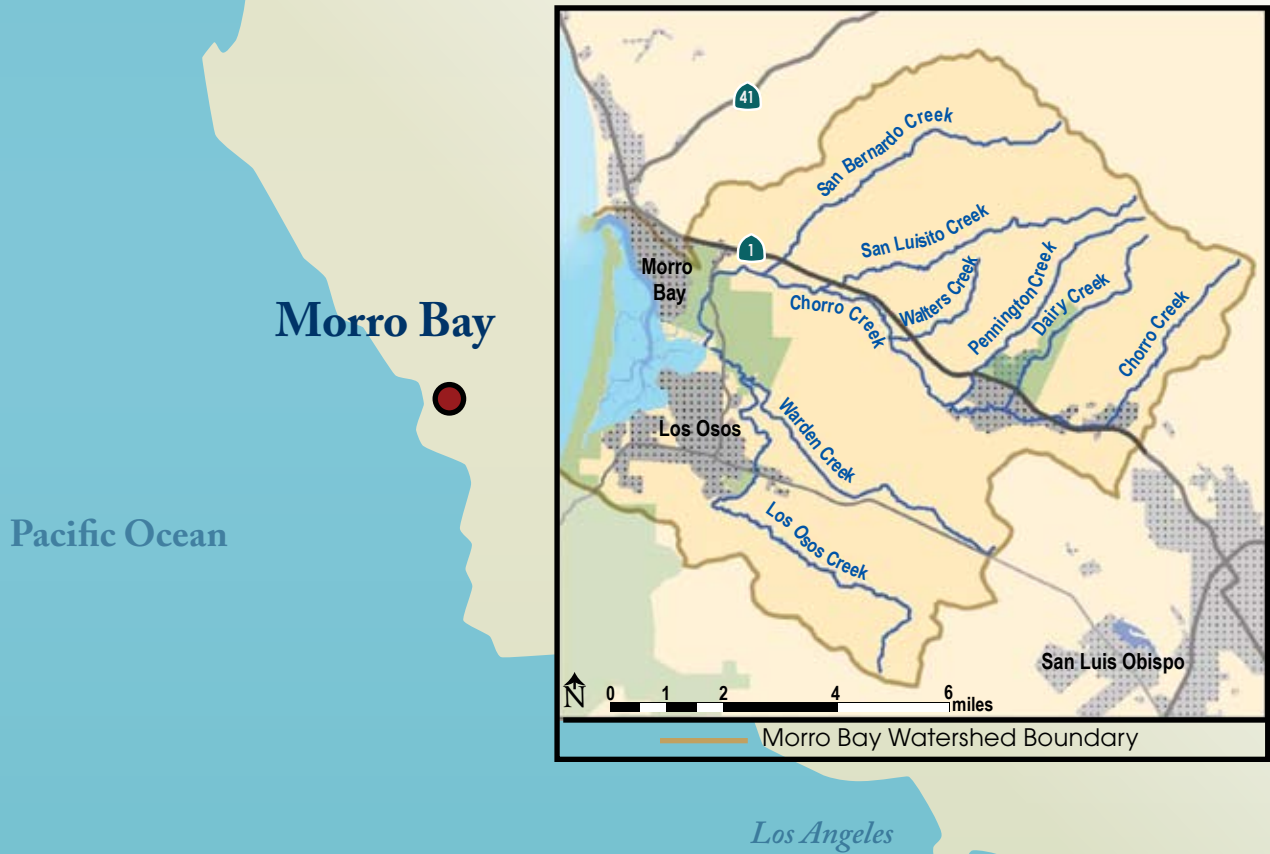 41
San Bernardo Creek
San Luisito Creek
1
Morro
Bay
Walters Creek
Pennington Creek
Dairy Creek
Chorro Creek
Chorro Creek
Morro Bay
Los Osos
Warden Creek
Pacific Ocean
Los Osos Creek
San Luis Obispo
N
0 1 2 4 6
miles
Morro Bay Watershed Boundary
Los Angeles